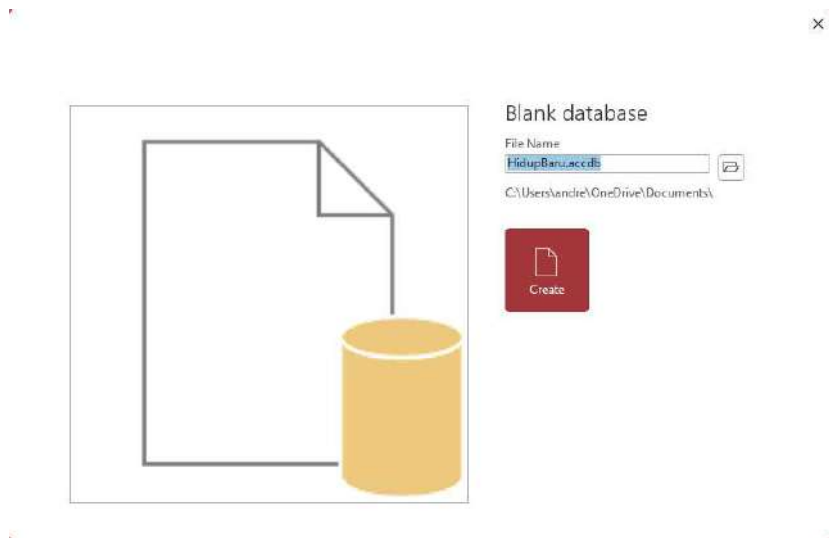 Blank database
File Name
HidupBaru.accdb
C:\Users\andre\OneDrive\Documents\
Create